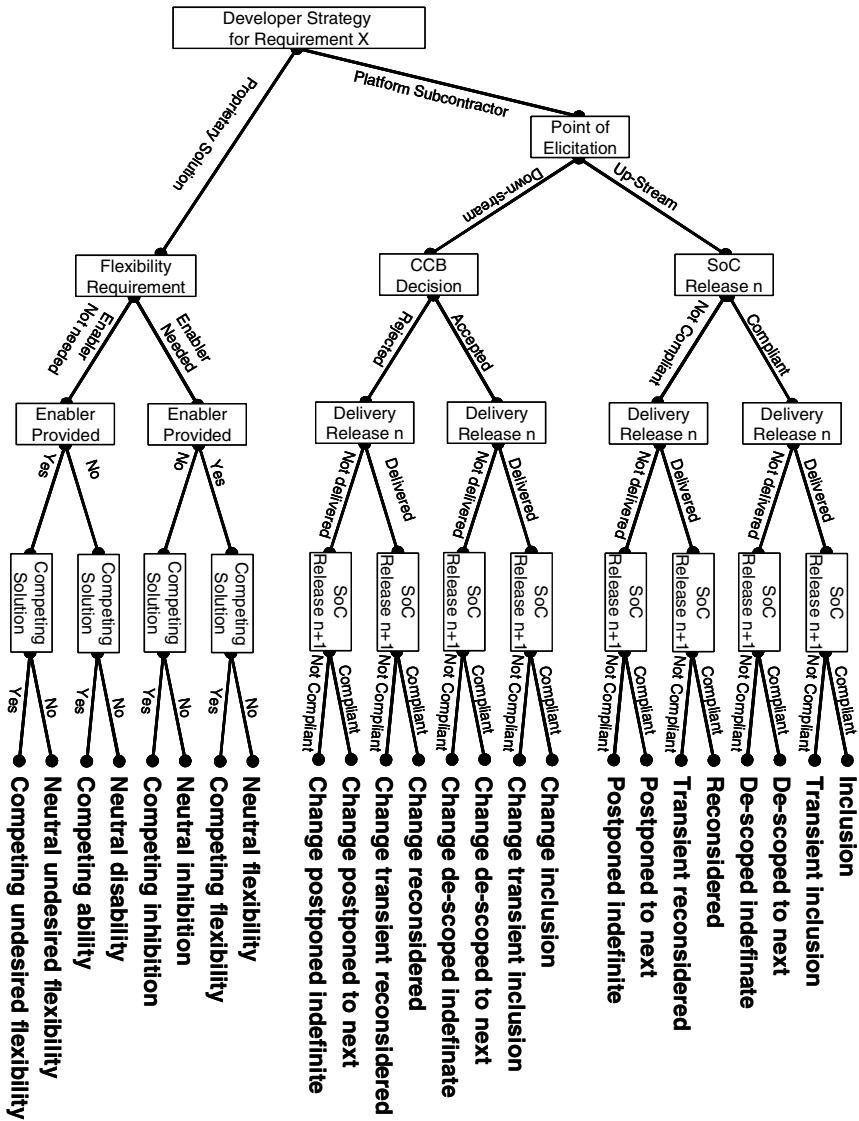 Developer Strategy
for Requirement X
Proprietary Solution
Platform Subcontractor
Point of
Elicitation
Down-stream
Up-Stream
Flexibility
Requirement
CCB
Decision
SoC
Release n
Enabler
Not needed
Enabler
Needed
Rejected
Accepted
Not Compliant
Compliant
Enabler
Provided
Enabler
Provided
Delivery
Release n
Delivery
Release n
Delivery
Release n
Delivery
Release n
Yes
No
No
Yes
Not delivered
Delivered
Not delivered
Delivered
Not delivered
Delivered
Not delivered
Delivered
Competing
Solution
Competing
Solution
Competing
Solution
Competing
Solution
SoC
Release n+1
SoC
Release n+1
SoC
Release n+1
SoC
Release n+1
SoC
Release n+1
SoC
Release n+1
SoC
Release n+1
SoC
Release n+1
Yes
No
Yes
No
Yes
No
Yes
No
Not Compliant
Compliant
Not Compliant
Compliant
Not Compliant
Compliant
Not Compliant
Compliant
Not Compliant
Compliant
Not Compliant
Compliant
Not Compliant
Compliant
Not Compliant
Compliant
Competing undesired flexibility
Neutral undesired flexibility
Competing ability
Neutral disability
Competing inhibition
Neutral inhibition
Competing flexibility
Neutral flexibility
Change postponed indefinite
Change postponed to next
Change transient reconsidered
Change reconsidered
Change de-scoped indefinate
Change de-scoped to next
Change transient inclusion
Change inclusion
Postponed indefinite
Postponed to next
Transient reconsidered
Reconsidered
De-scoped indefinate
De-scoped to next
Transient inclusion
Inclusion